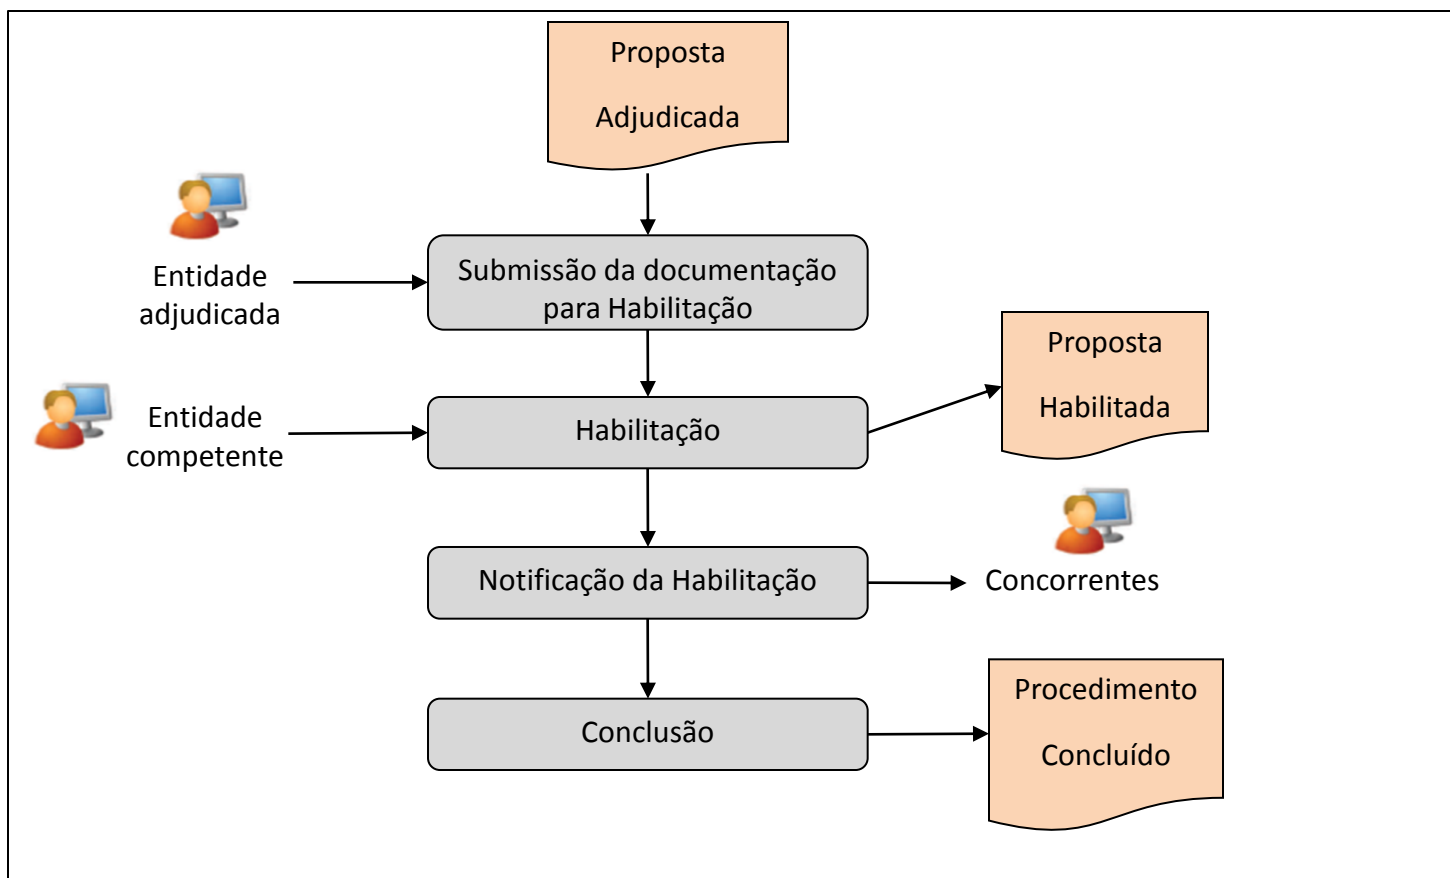 Proposta
Adjudicada
Entidade
adjudicada
Submissão da documentação
para Habilitação
Proposta
Habilitada
Entidade
competente
Habilitação
Notificação da Habilitação
Concorrentes
Procedimento
Concluído
Conclusão